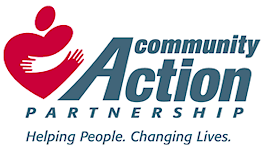 community
Action
PARTNERSHIP
Helping People. Changing Lives.